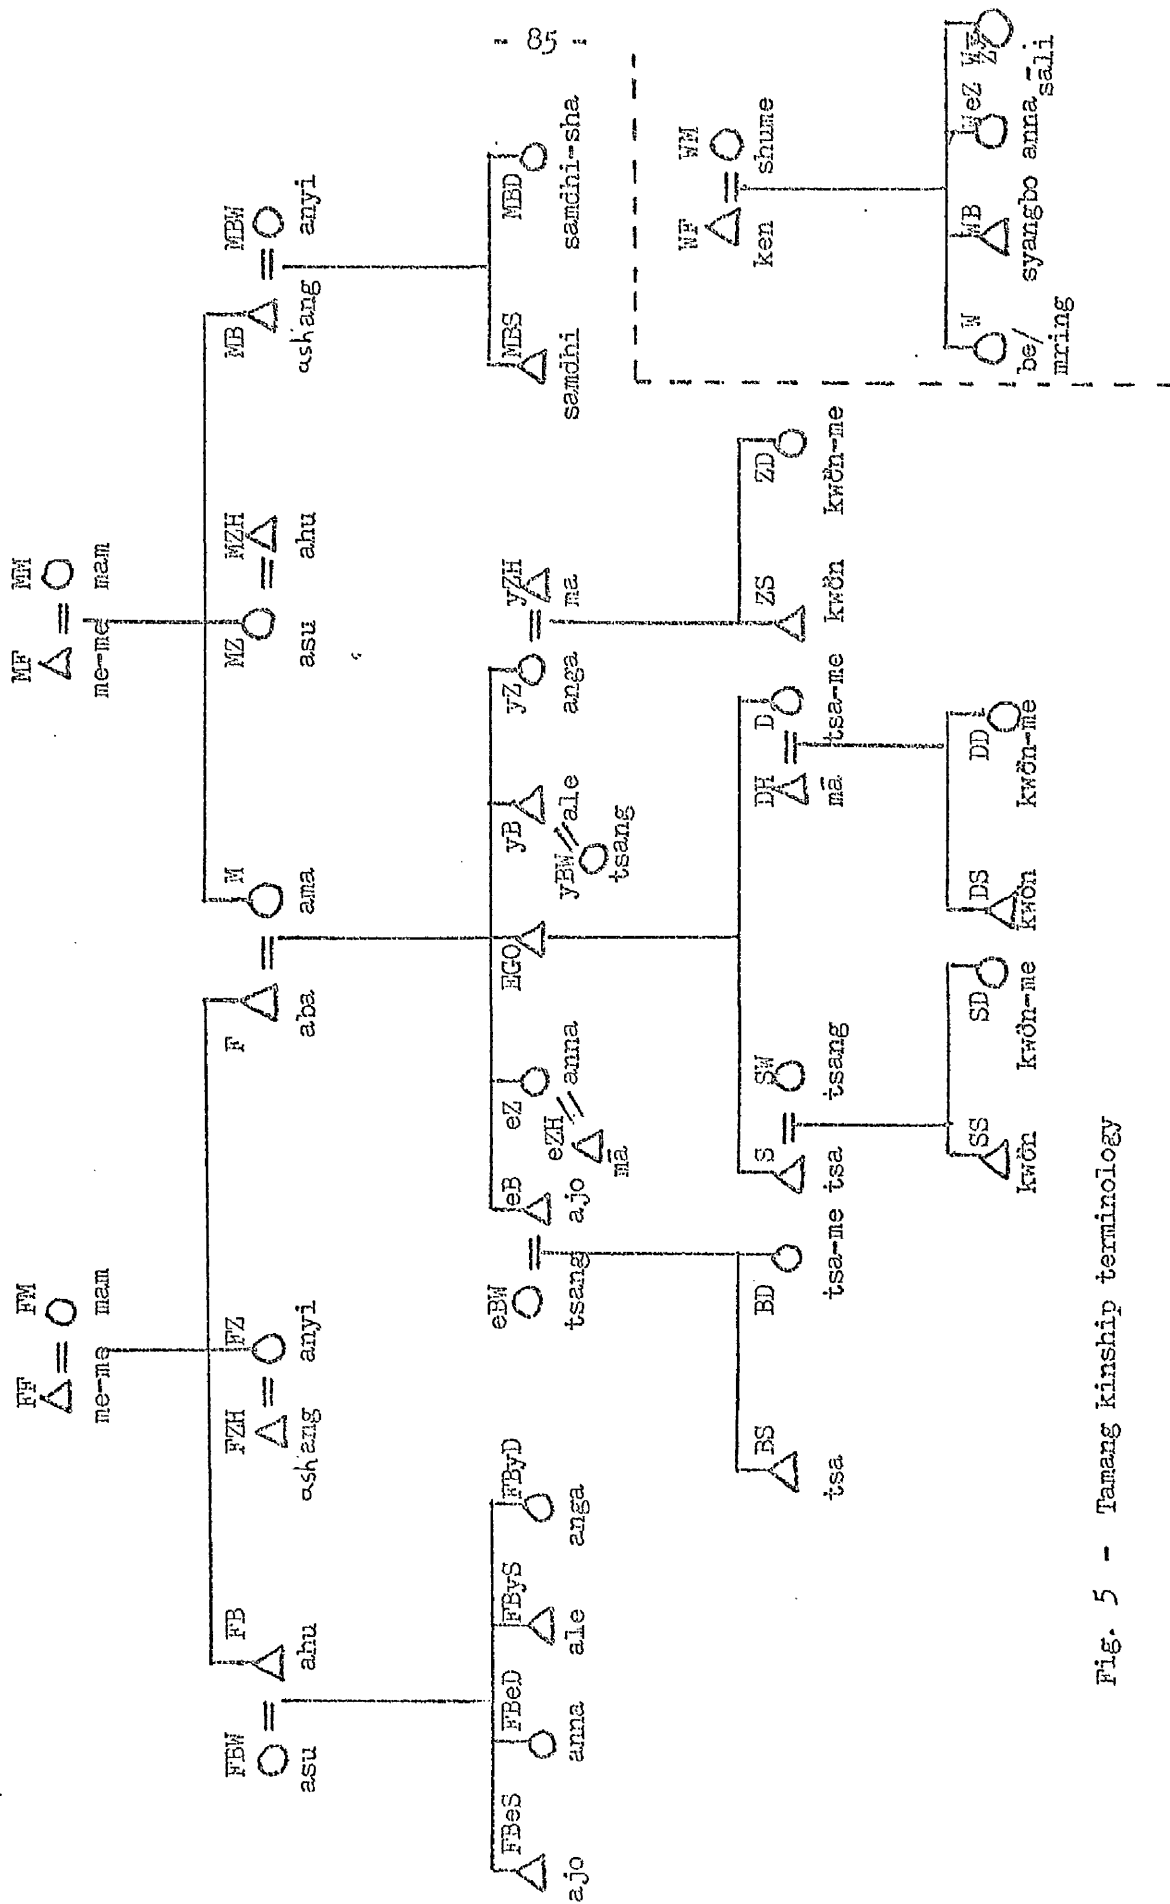 - 85 -
FF FM
me-me mam
MF MM
me-me mam
FBW FB
asu ahu
FZH FZ
ashang anyi
F M
aba ama
MZ MZH
asu ahu
MB MBW
ashang anyi
FBeS FBeD FByS FByD
ajo anna ale anga
eBW eB
tsang ajo
eZ
anna
eZH
mā
EGO
yB
ale
yBW
tsang
yZ yZH
anga ma
MBS MBD
samdhi samdhi-sha
BS BD
tsa tsa-me
S SW
tsa tsang
DH D
mā tsa-me
ZS ZD
kwön kwön-me
SS SD
kwön kwön-me
DS DD
kwön kwön-me
WF WM
ken shume
W WB WeZ WyZ
be/ syangbo anna sāli
mring
Fig. 5 - Tamang kinship terminology